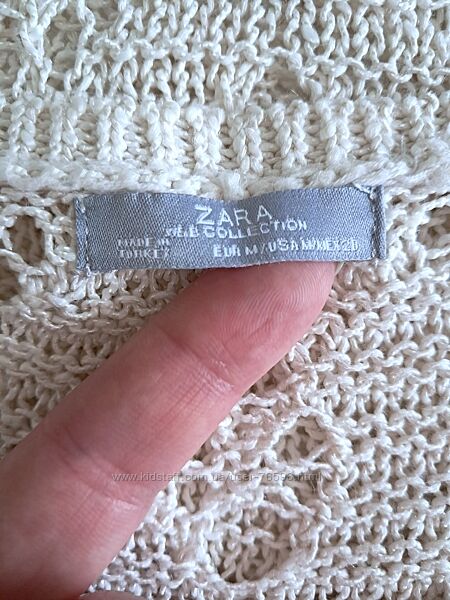 ZARA
W&B COLLECTION
MADE IN
TURKEY
EUR M/USA M/MEX 28